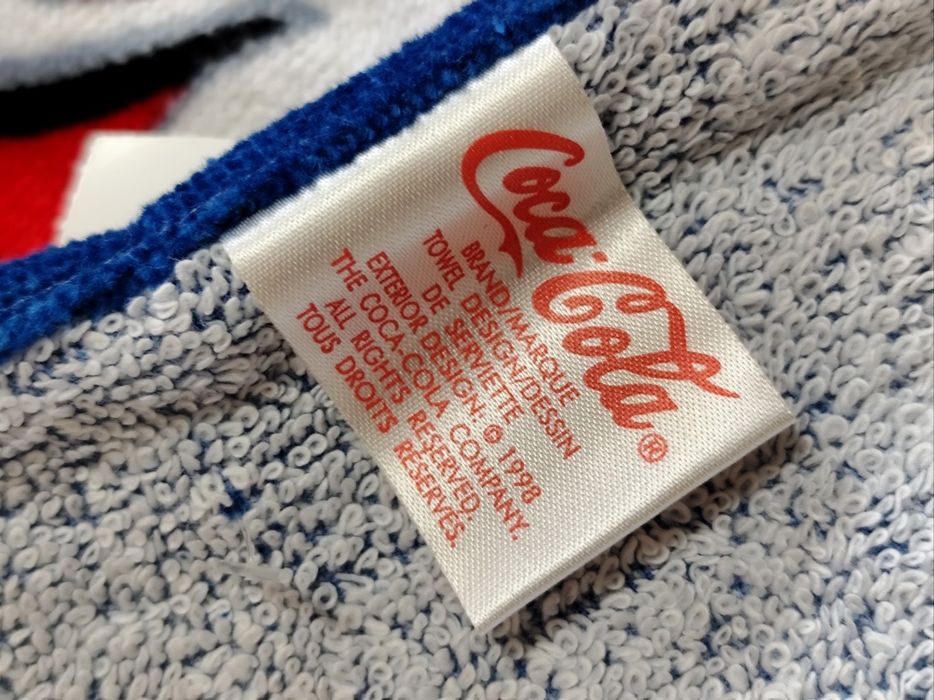 Coca-Cola®
BRAND/MARQUE
TOWEL DESIGN/DESSIN
DE SERVIETTE
EXTERIOR DESIGN: © 1998
THE COCA-COLA COMPANY.
ALL RIGHTS RESERVED.
TOUS DROITS RESERVÉS.